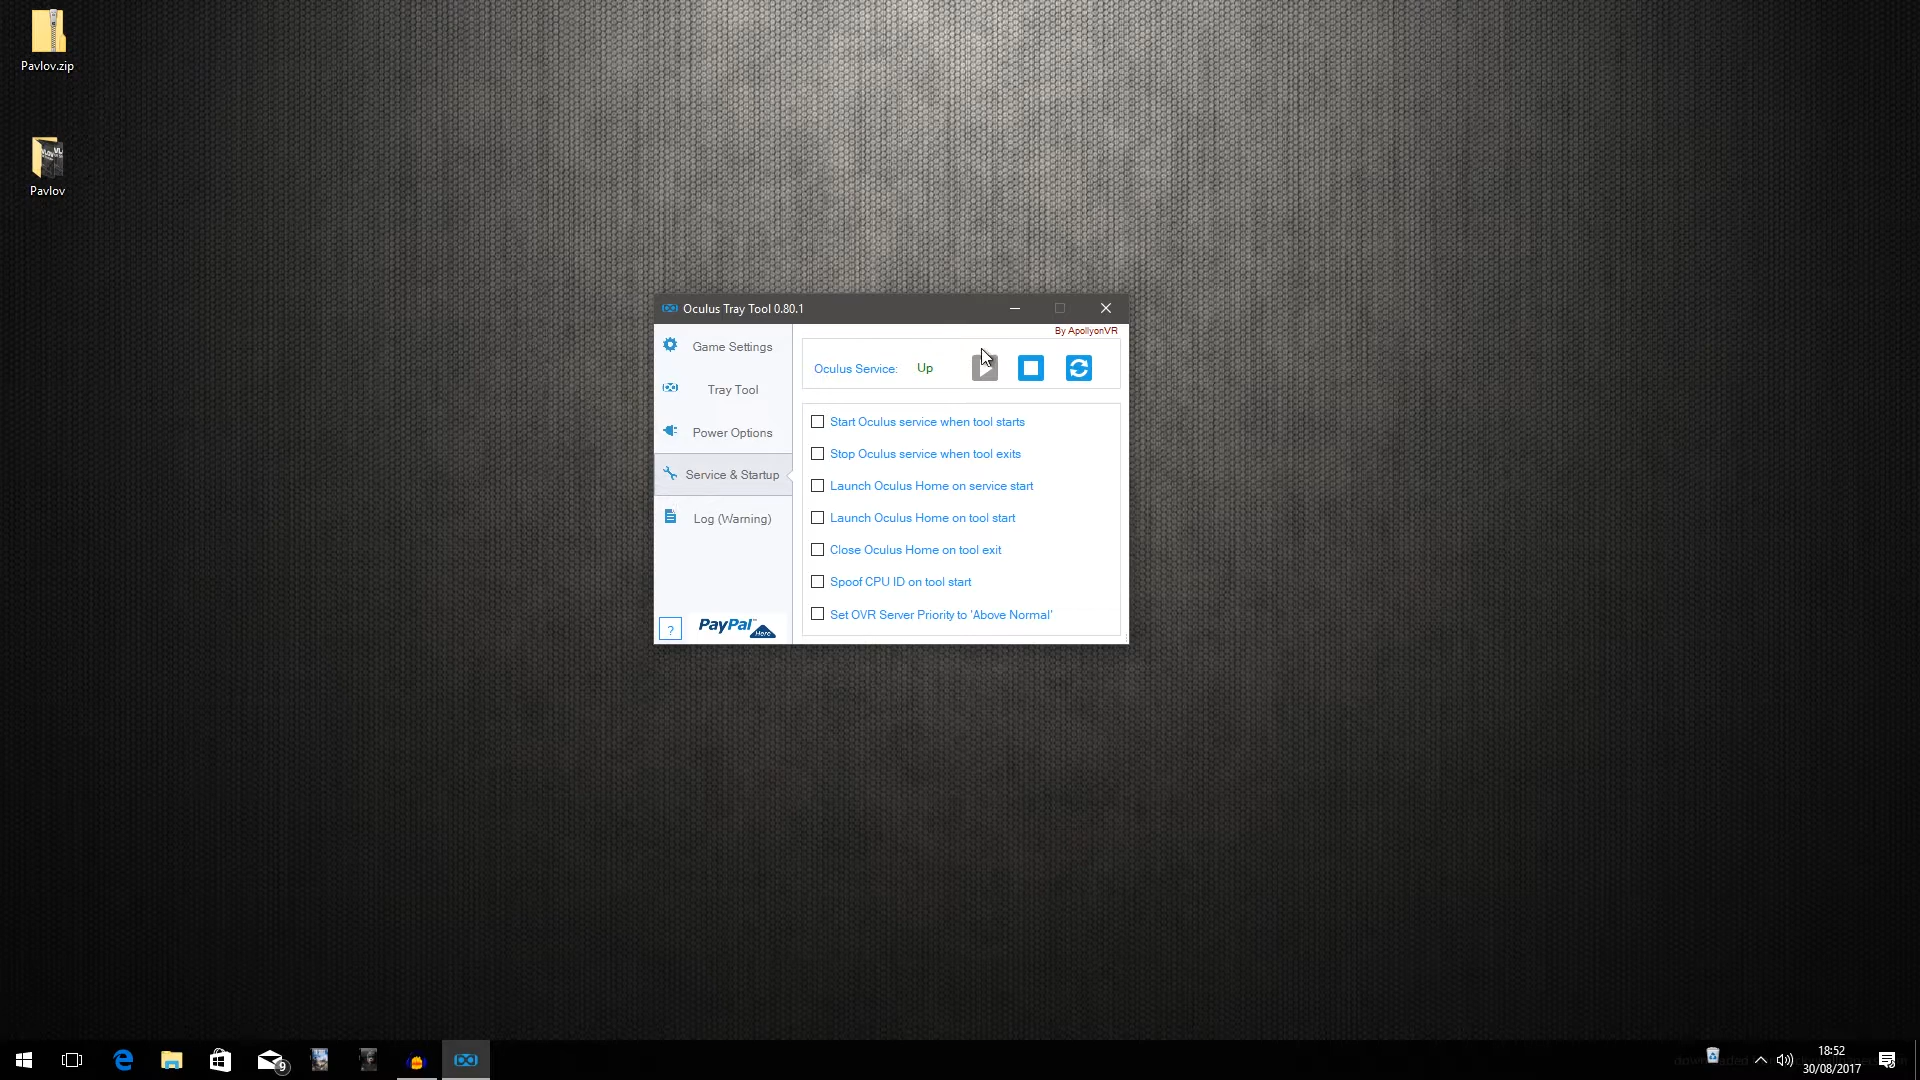 Pavlov.zip
Pavlov
Oculus Tray Tool 0.80.1
By ApollyonVR
Game Settings
Tray Tool
Power Options
Service & Startup
Log (Warning)
?
PayPal
Here
Oculus Service: Up
Start Oculus service when tool starts
Stop Oculus service when tool exits
Launch Oculus Home on service start
Launch Oculus Home on tool start
Close Oculus Home on tool exit
Spoof CPU ID on tool start
Set OVR Server Priority to 'Above Normal'
9
18:52
30/08/2017